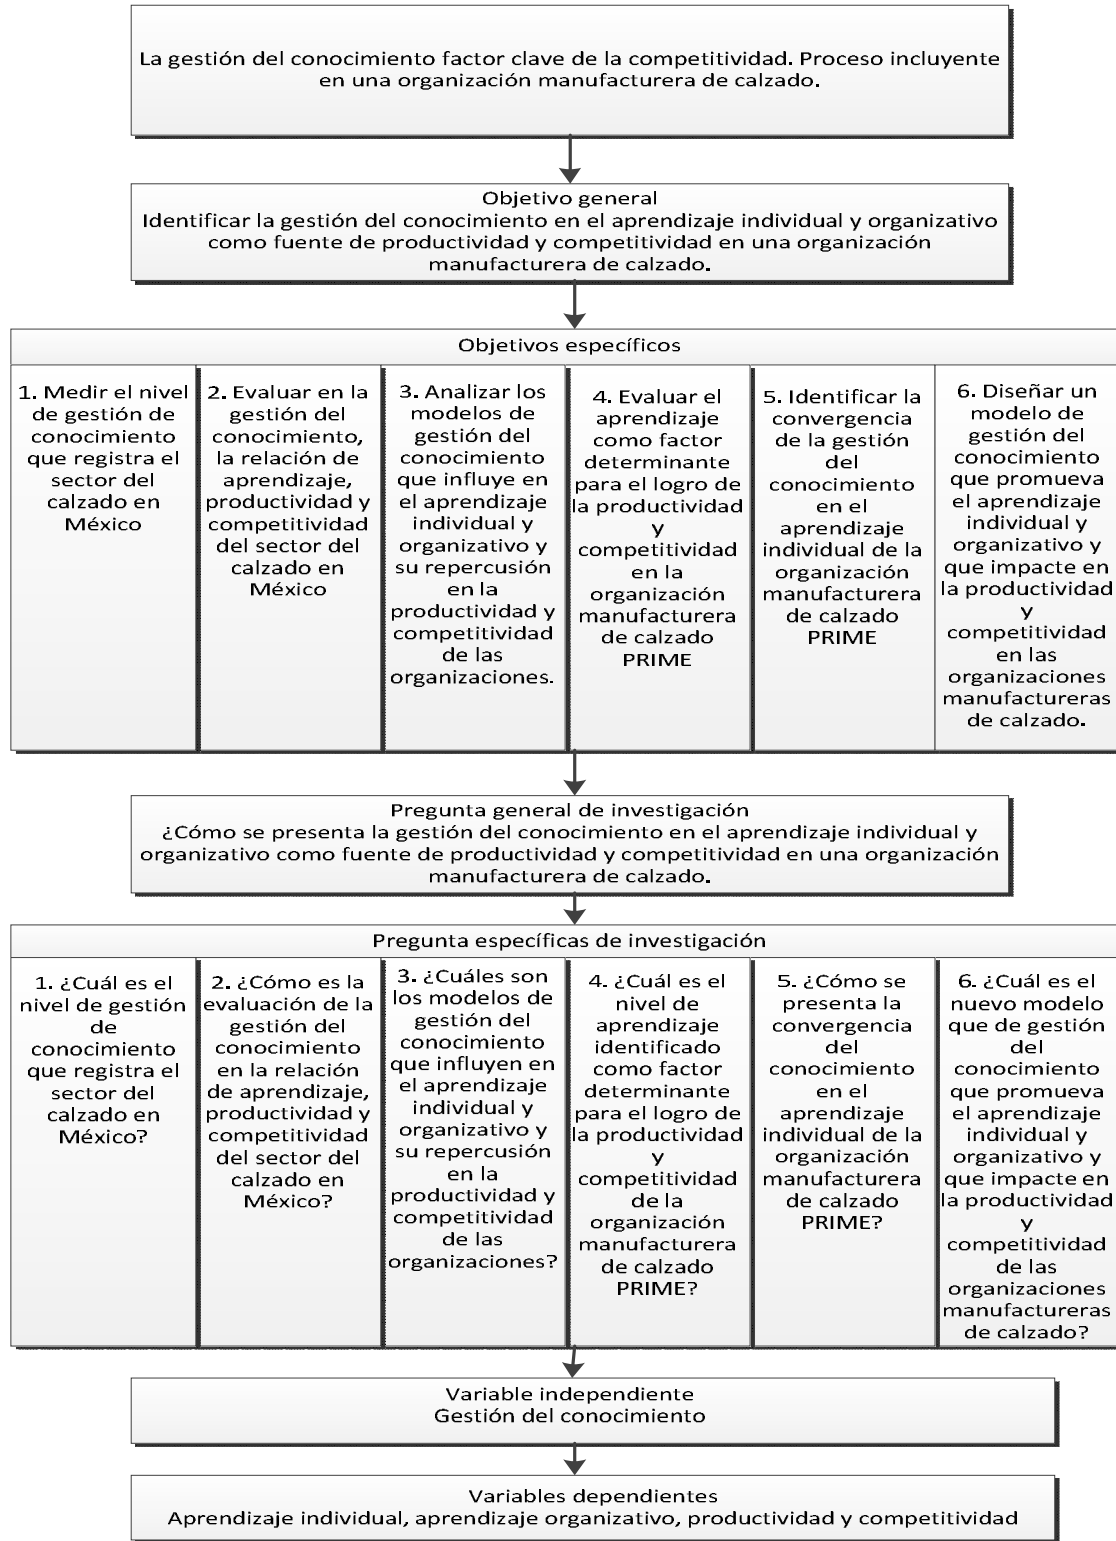 La gestión del conocimiento factor clave de la competitividad. Proceso incluyente
en una organización manufacturera de calzado.
Objetivo general
Identificar la gestión del conocimiento en el aprendizaje individual y organizativo
como fuente de productividad y competitividad en una organización
manufacturera de calzado.
Objetivos específicos
1. Medir el nivel
de gestión de
conocimiento
que registra el
sector del
calzado en
México
2. Evaluar en la
gestión del
conocimiento,
la relación de
aprendizaje,
productividad y
competitividad
del sector del
calzado en
México
3. Analizar los
modelos de
gestión del
conocimiento
que influye en
el aprendizaje
individual y
organizativo y
su repercusión
en la
productividad y
competitividad
de las
organizaciones.
4. Evaluar el
aprendizaje
como factor
determinante
para el logro de
la productividad
y
competitividad
en la
organización
manufacturera
de calzado
PRIME
5. Identificar la
convergencia
de la gestión
del
conocimiento
en el
aprendizaje
individual de la
organización
manufacturera
de calzado
PRIME
6. Diseñar un
modelo de
gestión del
conocimiento
que promueva
el aprendizaje
individual y
organizativo y
que impacte en
la productividad
y
competitividad
en las
organizaciones
manufactureras
de calzado.
Pregunta general de investigación
¿Cómo se presenta la gestión del conocimiento en el aprendizaje individual y
organizativo como fuente de productividad y competitividad en una organización
manufacturera de calzado.
Pregunta específicas de investigación
1. ¿Cuál es el
nivel de gestión
de
conocimiento
que registra el
sector del
calzado en
México?
2. ¿Cómo es la
evaluación de la
gestión del
conocimiento
en la relación
de aprendizaje,
productividad y
competitividad
del sector del
calzado en
México?
3. ¿Cuáles son
los modelos de
gestión del
conocimiento
que influyen en
el aprendizaje
individual y
organizativo y
su repercusión
en la
productividad y
competitividad
de las
organizaciones?
4. ¿Cuál es el
nivel de
aprendizaje
identificado
como factor
determinante
para el logro de
la productividad
y
competitividad
de la
organización
manufacturera
de calzado
PRIME?
5. ¿Cómo se
presenta la
convergencia
del
conocimiento
en el
aprendizaje
individual de la
organización
manufacturera
de calzado
PRIME?
6. ¿Cuál es el
nuevo modelo
que de gestión
del
conocimiento
que promueva
el aprendizaje
individual y
organizativo y
que impacte en
la productividad
y
competitividad
de las
organizaciones
manufactureras
de calzado?
Variable independiente
Gestión del conocimiento
Variables dependientes
Aprendizaje individual, aprendizaje organizativo, productividad y competitividad